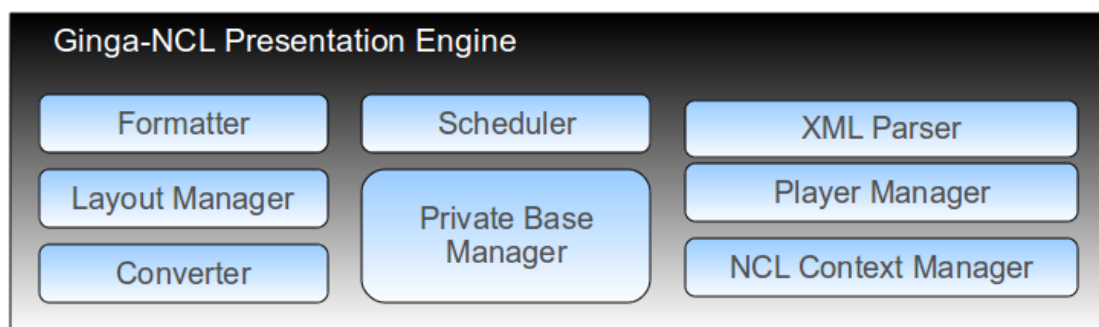 Ginga-NCL Presentation Engine
Formatter
Scheduler
XML Parser
Layout Manager
Private Base
Manager
Player Manager
Converter
NCL Context Manager